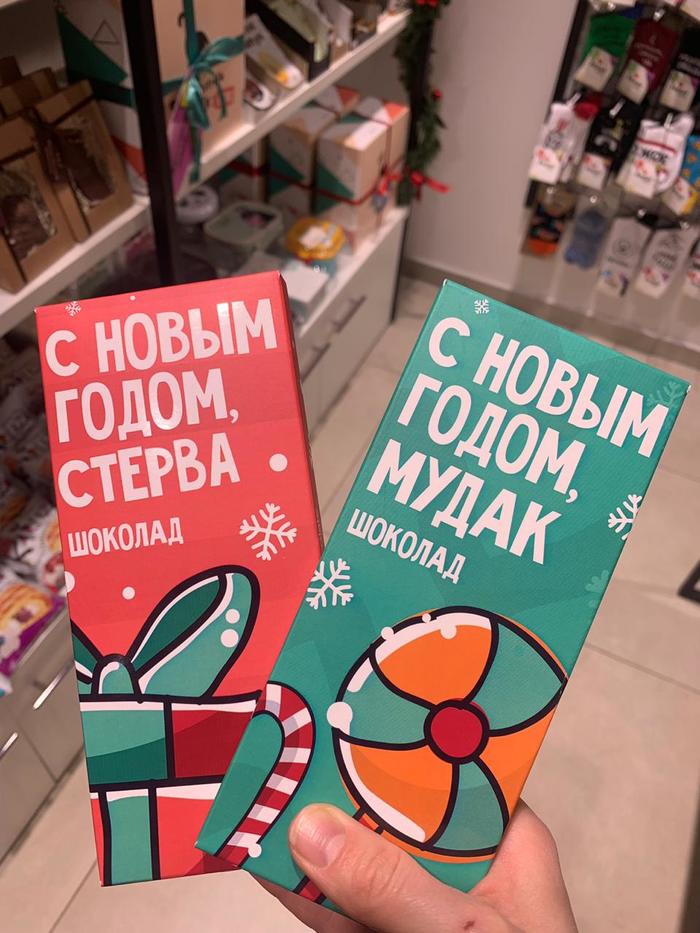 С НОВЫМ
ГОДОМ,
СТЕРВА
ШОКОЛАД
С НОВЫМ
ГОДОМ,
МУДАК
ШОКОЛАД